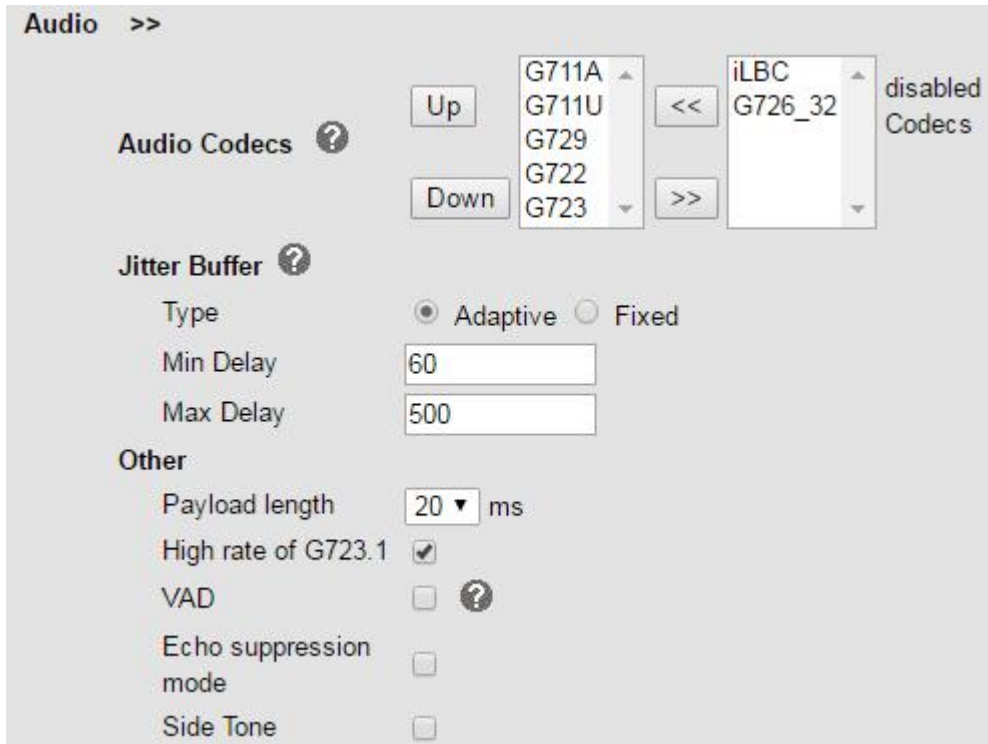 Audio >>
Audio Codecs ?
Up
Down
G711A
G711U
G729
G722
G723
<<
>>
iLBC
G726_32
disabled
Codecs
Jitter Buffer ?
Type Adaptive Fixed
Min Delay 60
Max Delay 500
Other
Payload length 20 ms
High rate of G723.1
VAD ?
Echo suppression
mode
Side Tone